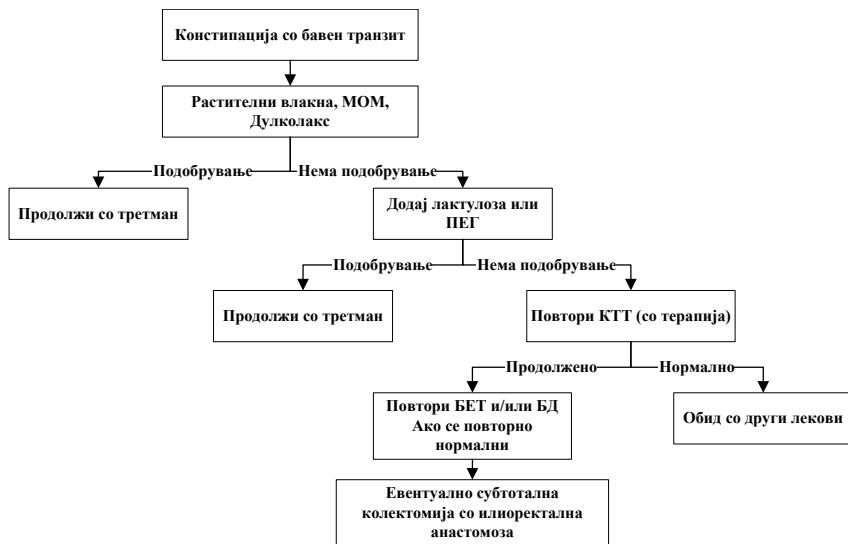 Констипација со бавен транзит
Растителни влакна, МОМ,
Дулколакс
Подобрување
Нема подобрување
Продолжи со третман
Додај лактулоза или
ПЕГ
Подобрување
Нема подобрување
Продолжи со третман
Повтори КТТ (со терапија)
Продолжено
Нормално
Повтори БЕТ и/или БД
Ако се повторно
нормални
Обид со други лекови
Евентуално субтотална
колектомија со илиоректална
анастомоза